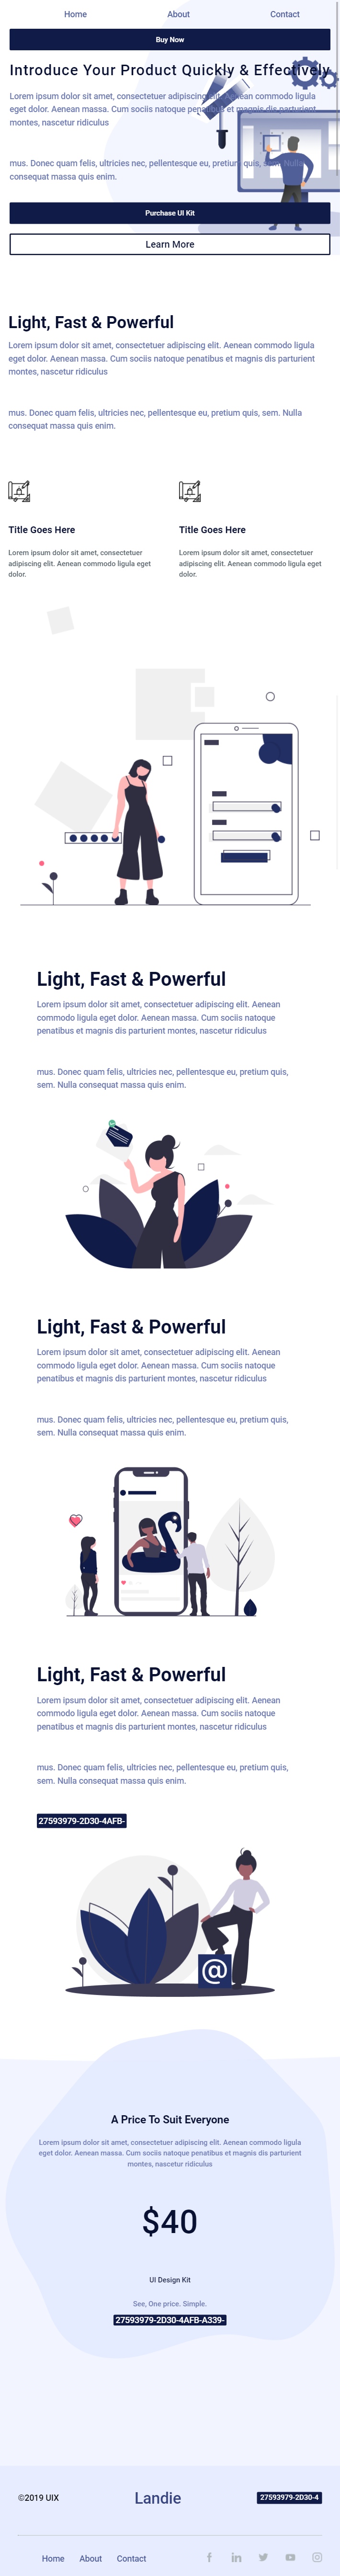 Home About Contact
Buy Now
Introduce Your Product Quickly & Effectively
Lorem ipsum dolor sit amet, consectetuer adipiscing elit. Aenean commodo ligula
eget dolor. Aenean massa. Cum sociis natoque penatibus et magnis dis parturient
montes, nascetur ridiculus
mus. Donec quam felis, ultricies nec, pellentesque eu, pretium quis, sem. Nulla
consequat massa quis enim.
Purchase UI Kit
Learn More
Light, Fast & Powerful
Lorem ipsum dolor sit amet, consectetuer adipiscing elit. Aenean commodo ligula
eget dolor. Aenean massa. Cum sociis natoque penatibus et magnis dis parturient
montes, nascetur ridiculus
mus. Donec quam felis, ultricies nec, pellentesque eu, pretium quis, sem. Nulla
consequat massa quis enim.
Title Goes Here
Lorem ipsum dolor sit amet, consectetuer
adipiscing elit. Aenean commodo ligula eget
dolor.
Title Goes Here
Lorem ipsum dolor sit amet, consectetuer
adipiscing elit. Aenean commodo ligula eget
dolor.
Light, Fast & Powerful
Lorem ipsum dolor sit amet, consectetuer adipiscing elit. Aenean
commodo ligula eget dolor. Aenean massa. Cum sociis natoque
penatibus et magnis dis parturient montes, nascetur ridiculus
mus. Donec quam felis, ultricies nec, pellentesque eu, pretium quis,
sem. Nulla consequat massa quis enim.
Light, Fast & Powerful
Lorem ipsum dolor sit amet, consectetuer adipiscing elit. Aenean
commodo ligula eget dolor. Aenean massa. Cum sociis natoque
penatibus et magnis dis parturient montes, nascetur ridiculus
mus. Donec quam felis, ultricies nec, pellentesque eu, pretium quis,
sem. Nulla consequat massa quis enim.
Light, Fast & Powerful
Lorem ipsum dolor sit amet, consectetuer adipiscing elit. Aenean
commodo ligula eget dolor. Aenean massa. Cum sociis natoque
penatibus et magnis dis parturient montes, nascetur ridiculus
mus. Donec quam felis, ultricies nec, pellentesque eu, pretium quis,
sem. Nulla consequat massa quis enim.
27593979-2D30-4AFB-
@
A Price To Suit Everyone
Lorem ipsum dolor sit amet, consectetuer adipiscing elit. Aenean commodo ligula
eget dolor. Aenean massa. Cum sociis natoque penatibus et magnis dis parturient
montes, nascetur ridiculus
$40
UI Design Kit
See, One price. Simple.
27593979-2D30-4AFB-A339-
©2019 UIX Landie 27593979-2D30-4
Home About Contact